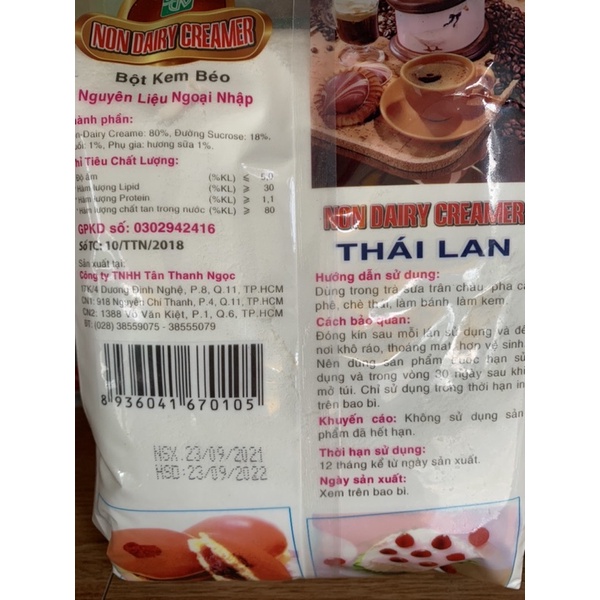 NON DAIRY CREAMER
Bột Kem Béo
Nguyên Liệu Ngoại Nhập
hành phần:
n-Dairy Creame: 80%, Đường Sucrose: 18%.
ối: 1%, Phụ gia: hương sữa 1%.
hỉ Tiêu Chất Lượng:
Độ ẩm (%KL) ≤ 5,0
Hàm lượng Lipid (%KL) ≥ 30
Hàm lượng Protein (%KL) ≥ 1,1
Hàm lượng chất tan trong nước (%KL) ≥ 80
GPKD số: 0302942416
Số TC: 10/TTN/2018
Sản xuất tại:
Công ty TNHH Tân Thanh Ngọc
17K/4 Dương Đình Nghệ, P.8, Q.11, TP.HCM
CN1: 918 Nguyễn Chí Thanh, P.4, Q.11, TP.HCM
CN2: 1388 Võ Văn Kiệt, P.1, Q.6, TP.HCM
ĐT: (028) 38559075 - 38555079
8 936041 670105
NSX:23/09/2021
HSD:23/09/2022
NON DAIRY CREAMER
THÁI LAN
Hướng dẫn sử dụng:
Dùng trong trà sữa trân châu, pha cà
phê, chè thái, làm bánh, làm kem.
Cách bảo quản:
Đóng kín sau mỗi lần sử dụng và để
nơi khô ráo, thoáng mát, hợp vệ sinh
Nên dùng sản phẩm trước hạn sử
dụng và trong vòng 30 ngày sau khi
mở túi. Chỉ sử dụng trong thời hạn in
trên bao bì.
Khuyến cáo: Không sử dụng sản
phẩm đã hết hạn.
Thời hạn sử dụng:
12 tháng kể từ ngày sản xuất.
Ngày sản xuất:
Xem trên bao bì.